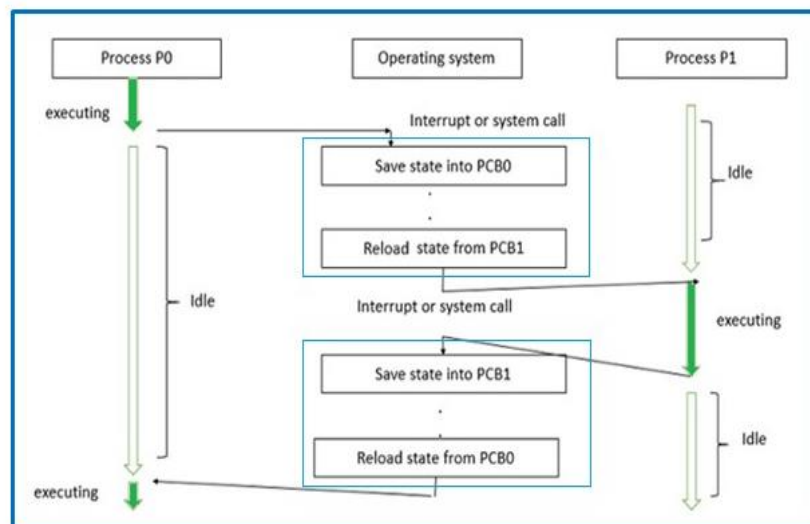 Process P0
Operating system
Process P1
executing
Interrupt or system call
Save state into PCB0
Idle
Reload state from PCB1
Idle
Interrupt or system call
executing
Save state into PCB1
Idle
Reload state from PCB0
executing